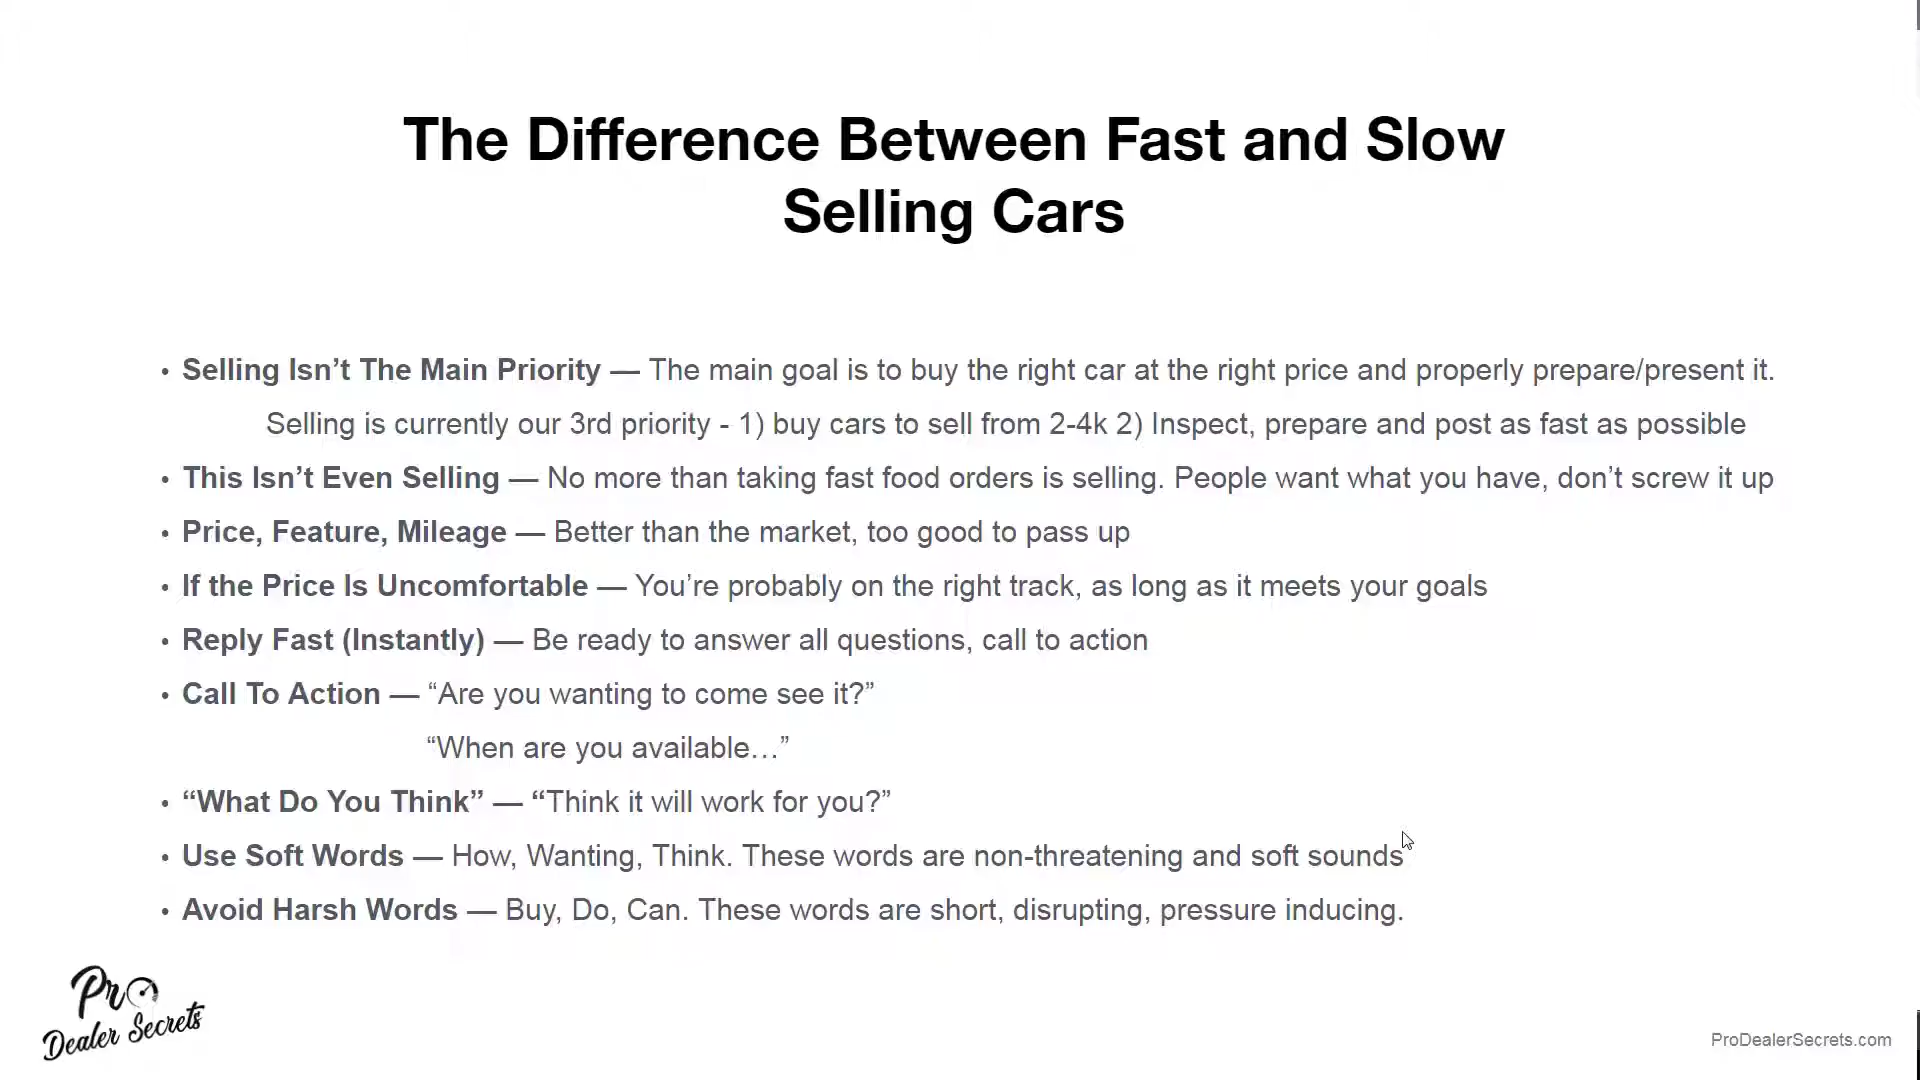 The Difference Between Fast and Slow
Selling Cars
• Selling Isn’t The Main Priority — The main goal is to buy the right car at the right price and properly prepare/present it.
Selling is currently our 3rd priority - 1) buy cars to sell from 2-4k 2) Inspect, prepare and post as fast as possible
• This Isn’t Even Selling — No more than taking fast food orders is selling. People want what you have, don’t screw it up
• Price, Feature, Mileage — Better than the market, too good to pass up
• If the Price Is Uncomfortable — You’re probably on the right track, as long as it meets your goals
• Reply Fast (Instantly) — Be ready to answer all questions, call to action
• Call To Action — “Are you wanting to come see it?”
“When are you available…”
• “What Do You Think” — “Think it will work for you?”
• Use Soft Words — How, Wanting, Think. These words are non-threatening and soft sounds
• Avoid Harsh Words — Buy, Do, Can. These words are short, disrupting, pressure inducing.
Pro
Dealer Secrets
ProDealerSecrets.com